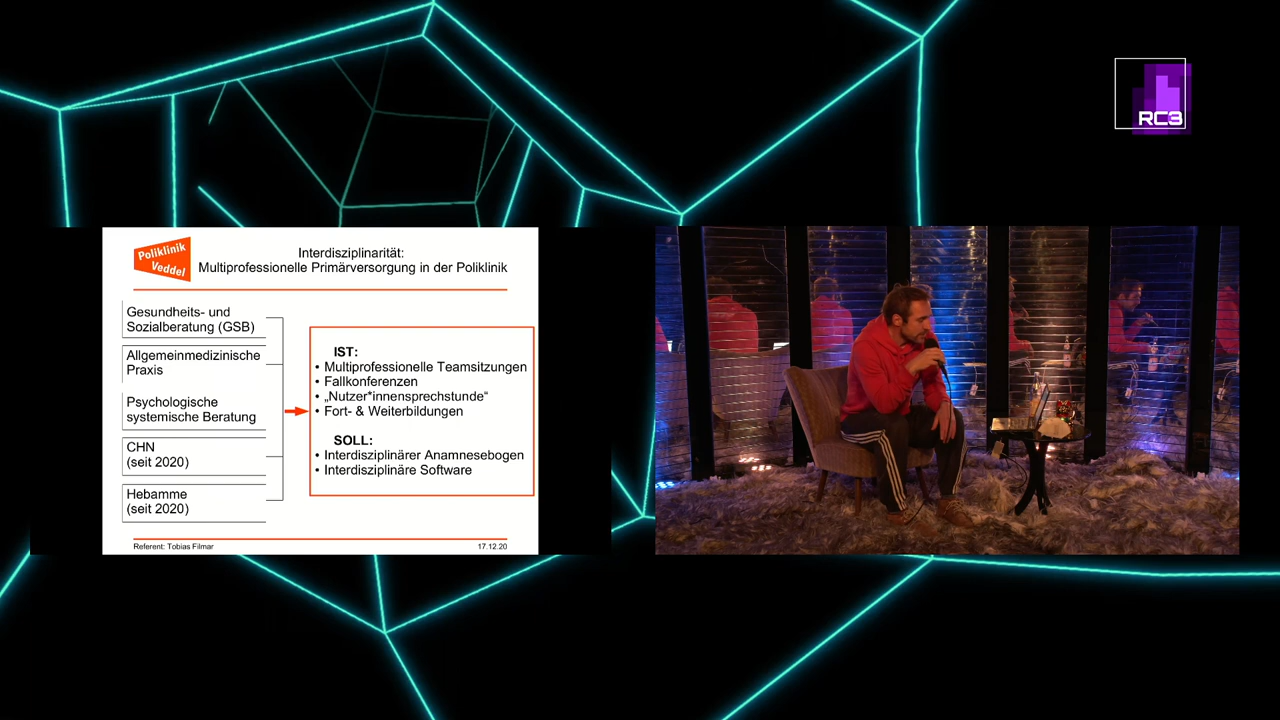 RC3
Poliklinik
Veddel
Interdisziplinarität:
Multiprofessionelle Primärversorgung in der Poliklinik
Gesundheits- und
Sozialberatung (GSB)
Allgemeinmedizinische
Praxis
Psychologische
systemische Beratung
CHN
(seit 2020)
Hebamme
(seit 2020)
IST:
• Multiprofessionelle Teamsitzungen
• Fallkonferenzen
• „Nutzer*innensprechstunde“
• Fort- & Weiterbildungen
SOLL:
• Interdisziplinärer Anamnesebogen
• Interdisziplinäre Software
Referent: Tobias Filmar
17.12.20